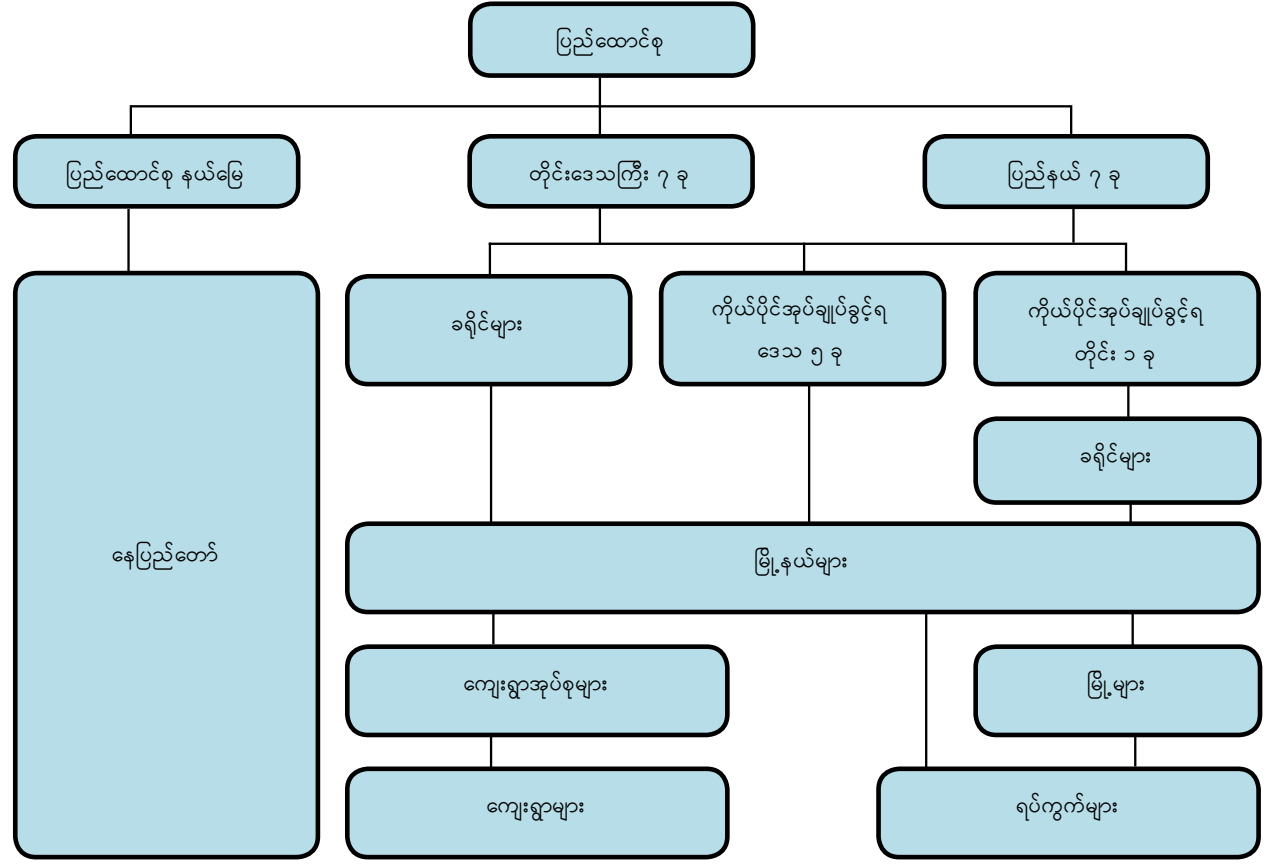 ပြည်ထောင်စု
ပြည်ထောင်စု နယ်မြေ
တိုင်းဒေသကြီး ၇ ခု
ပြည်နယ် ၇ ခု
ခရိုင်များ
ကိုယ်ပိုင်အုပ်ချုပ်ခွင့်ရ
ဒေသ ၅ ခု
ကိုယ်ပိုင်အုပ်ချုပ်ခွင့်ရ
တိုင်း ၁ ခု
ခရိုင်များ
နေပြည်တော်
မြို့နယ်များ
ကျေးရွာအုပ်စုများ
မြို့များ
ကျေးရွာများ
ရပ်ကွက်များ